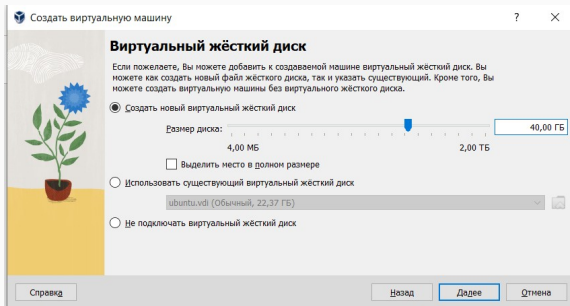 Создать виртуальную машину
?
Виртуальный жёсткий диск
Если пожелаете, Вы можете добавить к создаваемой машине виртуальный жёсткий диск. Вы
можете как создать новый файл жёсткого диска, так и указать существующий. Кроме того, Вы
можете создать виртуальную машины без виртуального жёсткого диска.
Создать новый виртуальный жёсткий диск
Размер диска:
40,00 ГБ
4,00 МБ 2,00 ТБ
Выделить место в полном размере
Использовать существующий виртуальный жёсткий диск
ubuntu.vdi (Обычный, 22,37 ГБ)
Не подключать виртуальный жёсткий диск
Справка Назад Далее Отмена